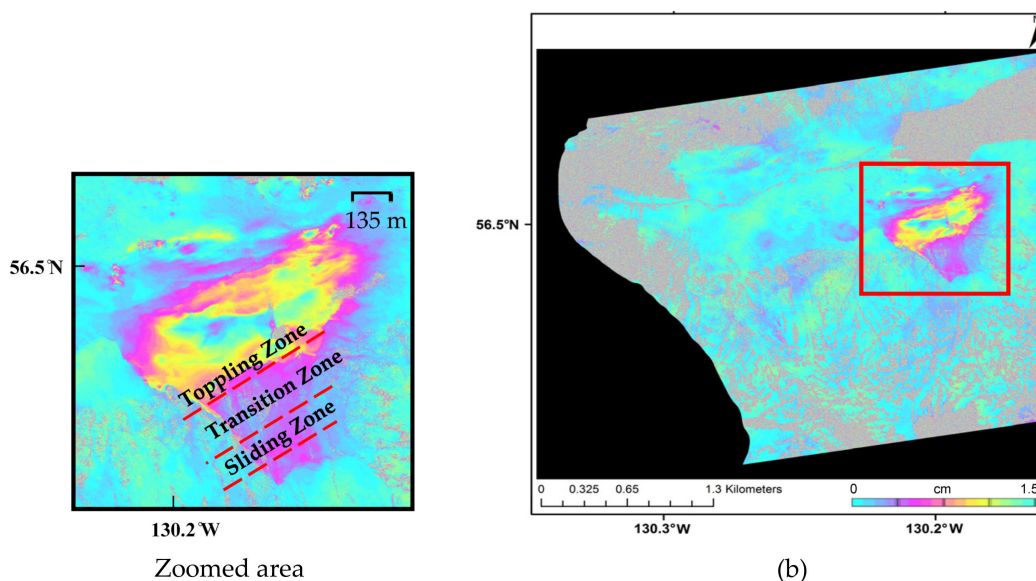 135 m
56.5°N
Toppling Zone
Transition Zone
Sliding Zone
130.2°W
Zoomed area
56.5°N
0 0.325 0.65 1.3 Kilometers
0 cm 1.5
130.3°W 130.2°W
(b)